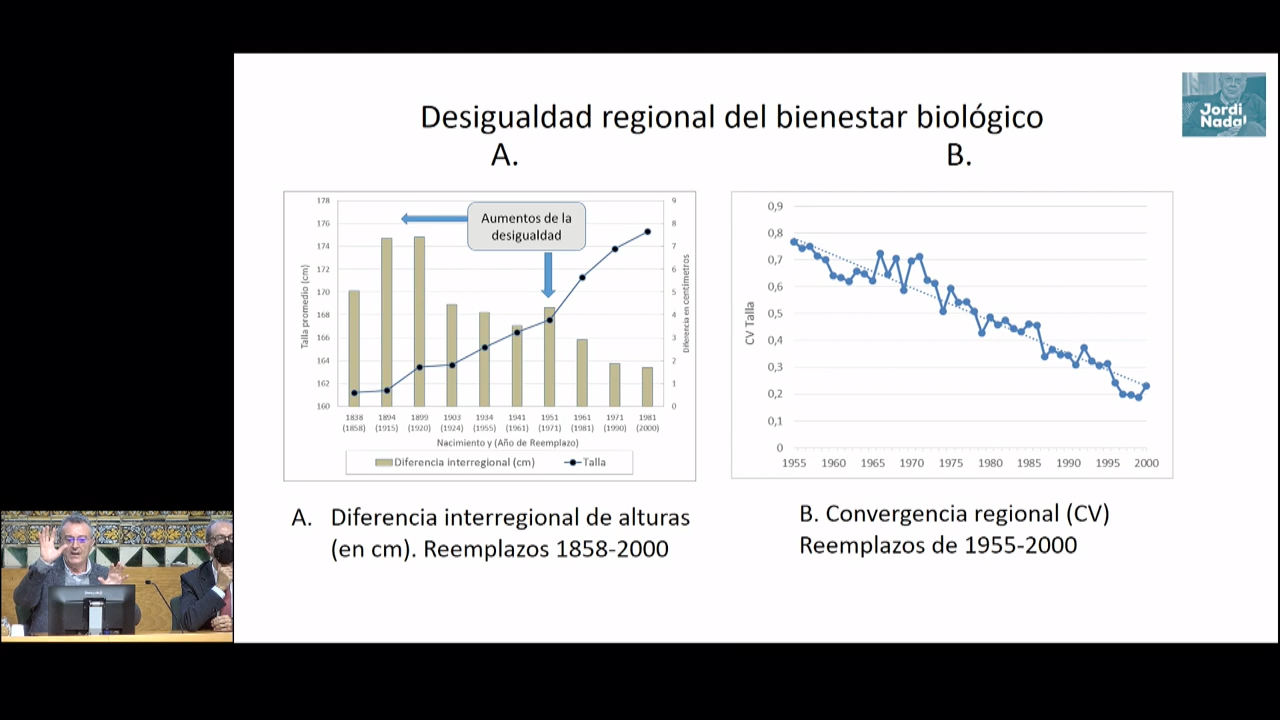 Jordi
Nadal
Desigualdad regional del bienestar biológico
A.
B.
Aumentos de la
desigualdad
178
176
174
172
170
168
166
164
162
160
Talla promedio (cm)
9
8
7
6
5
4
3
2
1
0
Diferencia en centímetros
1838 1894 1899 1903 1934 1941 1951 1961 1971 1981
(1858) (1915) (1920) (1924) (1955) (1961) (1971) (1981) (1990) (2000)
Nacimiento y (Año de Reemplazo)
Diferencia interregional (cm) Talla
0,9
0,8
0,7
0,6
0,5
0,4
0,3
0,2
0,1
0
CV Talla
1955 1960 1965 1970 1975 1980 1985 1990 1995 2000
A. Diferencia interregional de alturas
(en cm). Reemplazos 1858-2000
B. Convergencia regional (CV)
Reemplazos de 1955-2000